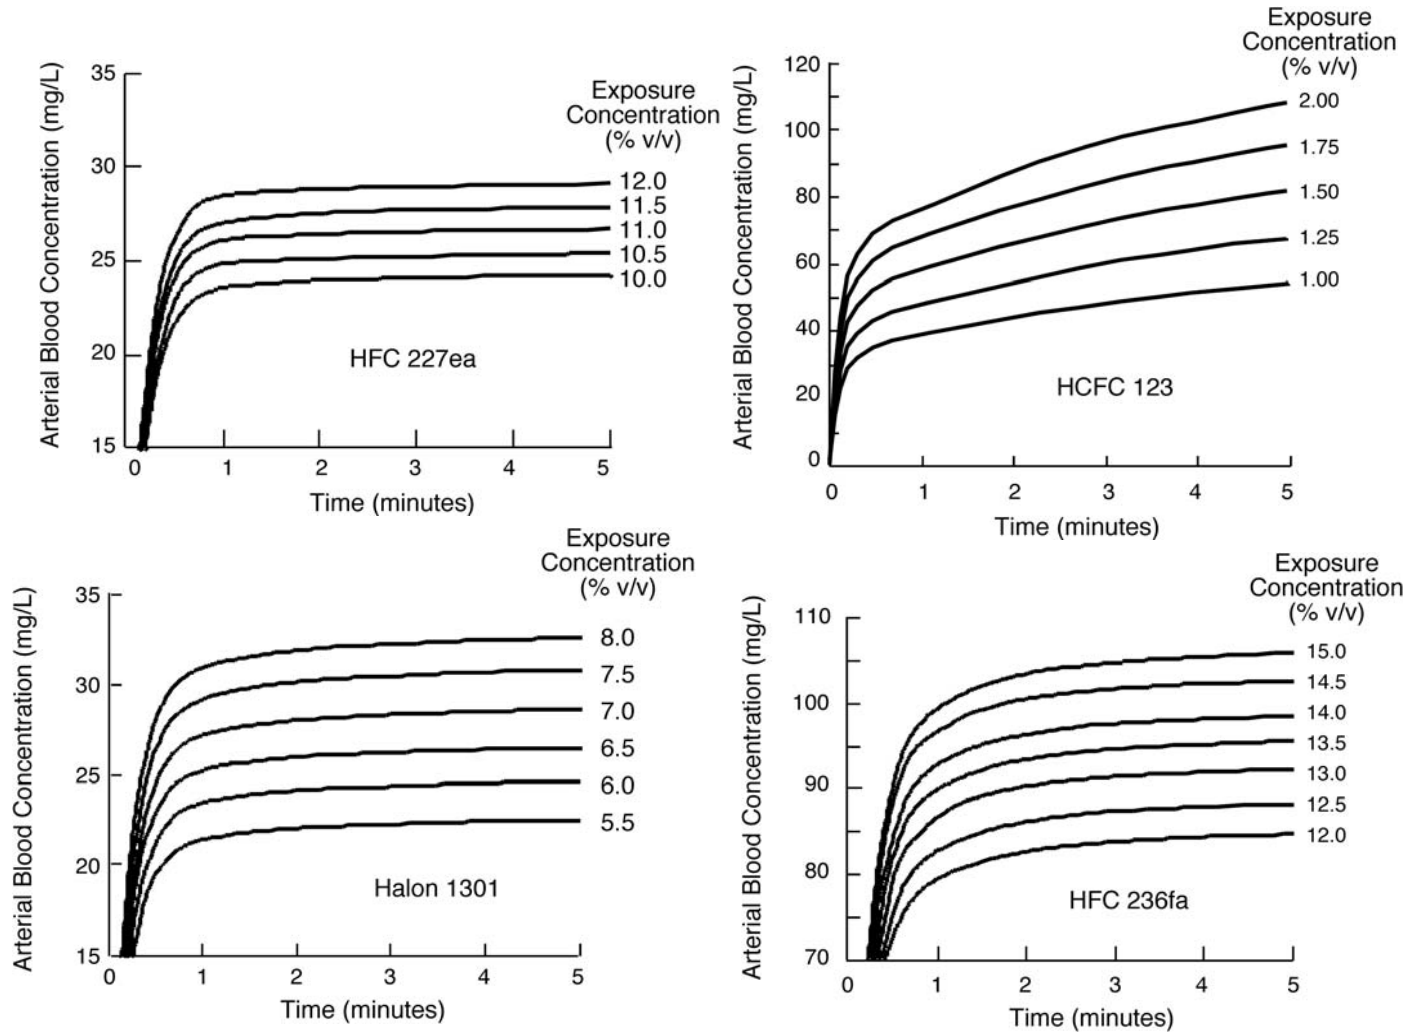 Exposure
Concentration
(% v/v)
35
30
25
20
15
Arterial Blood Concentration (mg/L)
12.0
11.5
11.0
10.5
10.0
HFC 227ea
0 1 2 3 4 5
Time (minutes)
Exposure
Concentration
(% v/v)
120
100
80
60
40
20
0
Arterial Blood Concentration (mg/L)
2.00
1.75
1.50
1.25
1.00
HCFC 123
0 1 2 3 4 5
Time (minutes)
Exposure
Concentration
(% v/v)
35
30
25
20
15
Arterial Blood Concentration (mg/L)
8.0
7.5
7.0
6.5
6.0
5.5
Halon 1301
0 1 2 3 4 5
Time (minutes)
Exposure
Concentration
(% v/v)
110
100
90
80
70
Arterial Blood Concentration (mg/L)
15.0
14.5
14.0
13.5
13.0
12.5
12.0
HFC 236fa
0 1 2 3 4 5
Time (minutes)